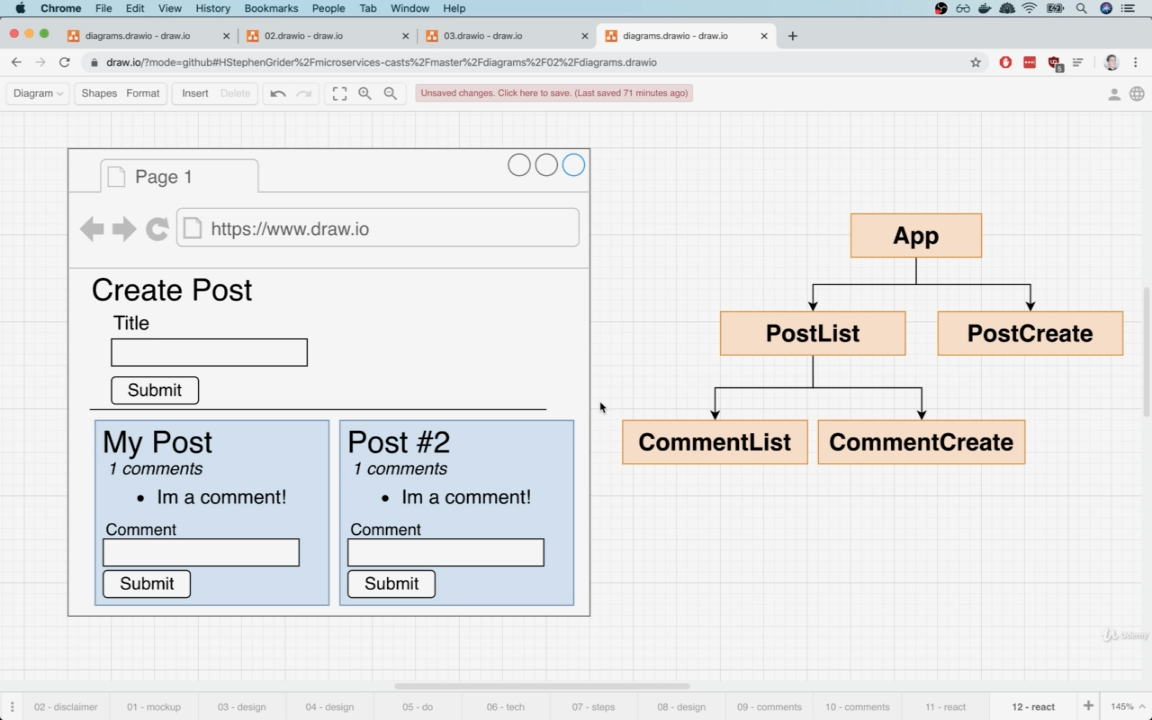 Chrome File Edit View History Bookmarks People Tab Window Help
diagrams.drawio - draw.io 02.drawio - draw.io 03.drawio - draw.io diagrams.drawio - draw.io
draw.io/?mode=github#HStephenGrider%2Fmicroservices-casts%2Fmaster%2Fdiagrams%2F02%2Fdiagrams.drawio
Diagram Shapes Format Insert Delete Unsaved changes. Click here to save. (Last saved 71 minutes ago)
Page 1
https://www.draw.io
Create Post
Title
Submit
My Post
1 comments
• Im a comment!
Comment
Submit
Post #2
1 comments
• Im a comment!
Comment
Submit
App
PostList PostCreate
CommentList CommentCreate
Udemy
02 - disclaimer 01 - mockup 03 - design 04 - design 05 - do 06 - tech 07 - steps 08 - design 09 - comments 10 - comments 11 - react 12 - react 145%